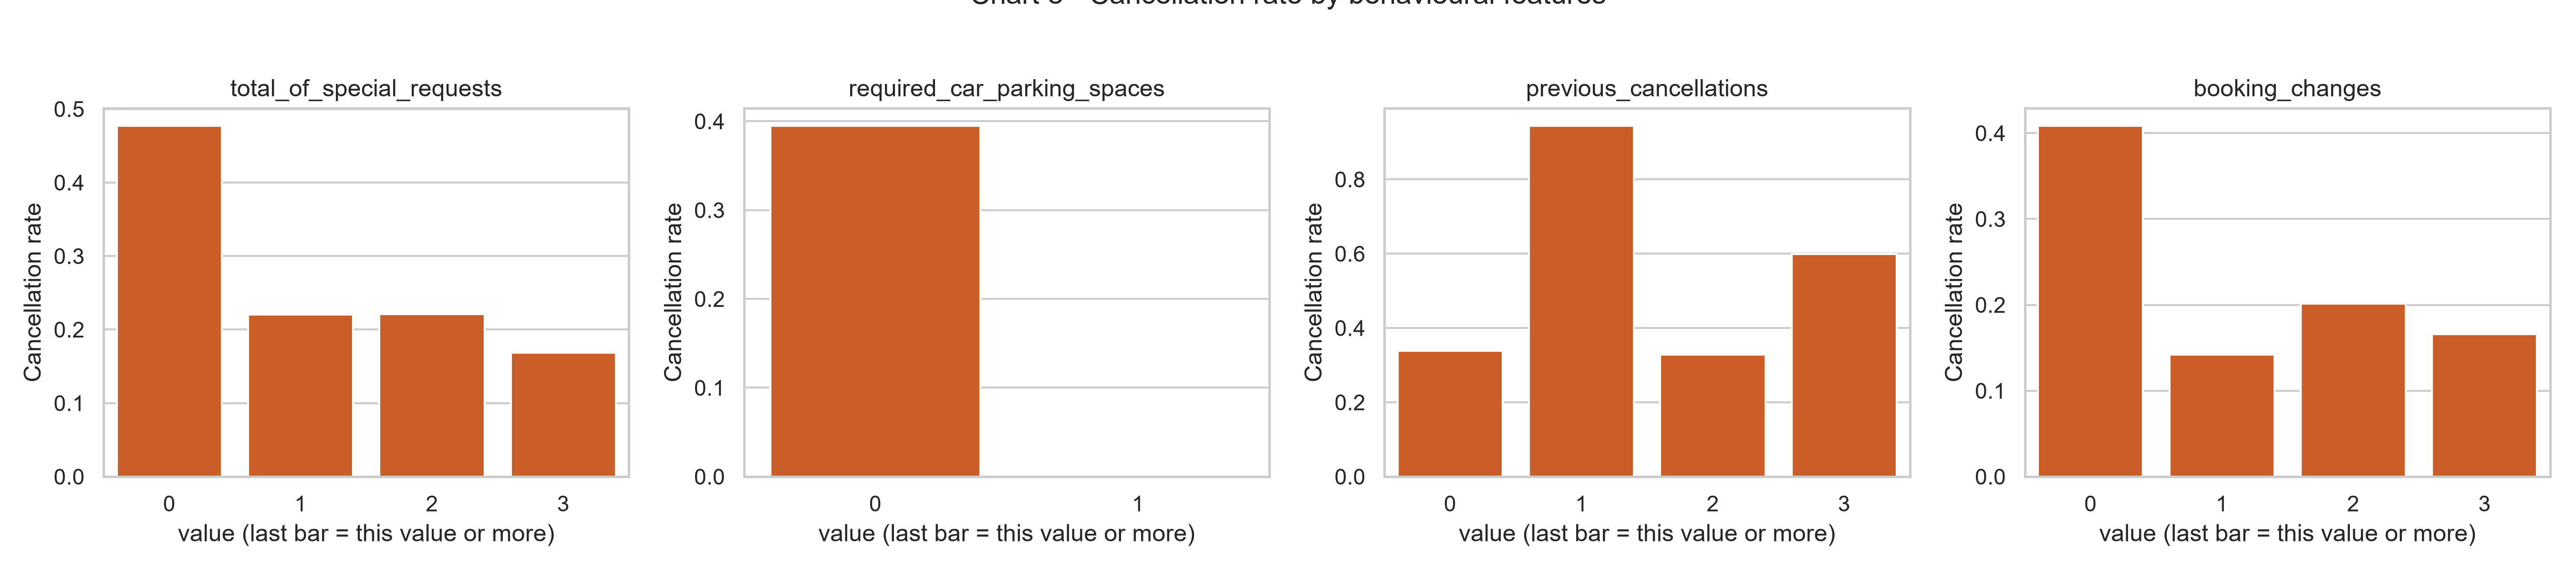 Cancellation rate by behavioural features
total_of_special_requests
0.5
0.4
0.3
0.2
0.1
0.0
Cancellation rate
0
1
2
3
value (last bar = this value or more)
required_car_parking_spaces
0.4
0.3
0.2
0.1
0.0
Cancellation rate
0
1
value (last bar = this value or more)
previous_cancellations
0.8
0.6
0.4
0.2
0.0
Cancellation rate
0
1
2
3
value (last bar = this value or more)
booking_changes
0.4
0.3
0.2
0.1
0.0
Cancellation rate
0
1
2
3
value (last bar = this value or more)